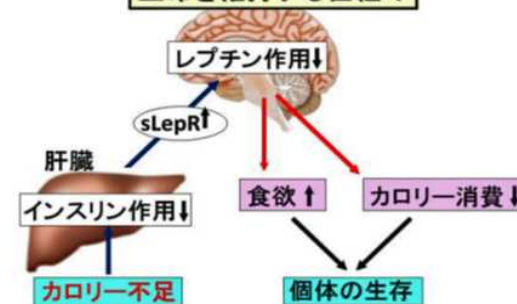 レプチン作用↓
sLepR↑
肝臓
インスリン作用↓
食欲↑
カロリー消費↓
カロリー不足
個体の生存